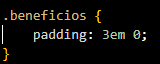 .beneficios {
    padding: 3em 0;
}